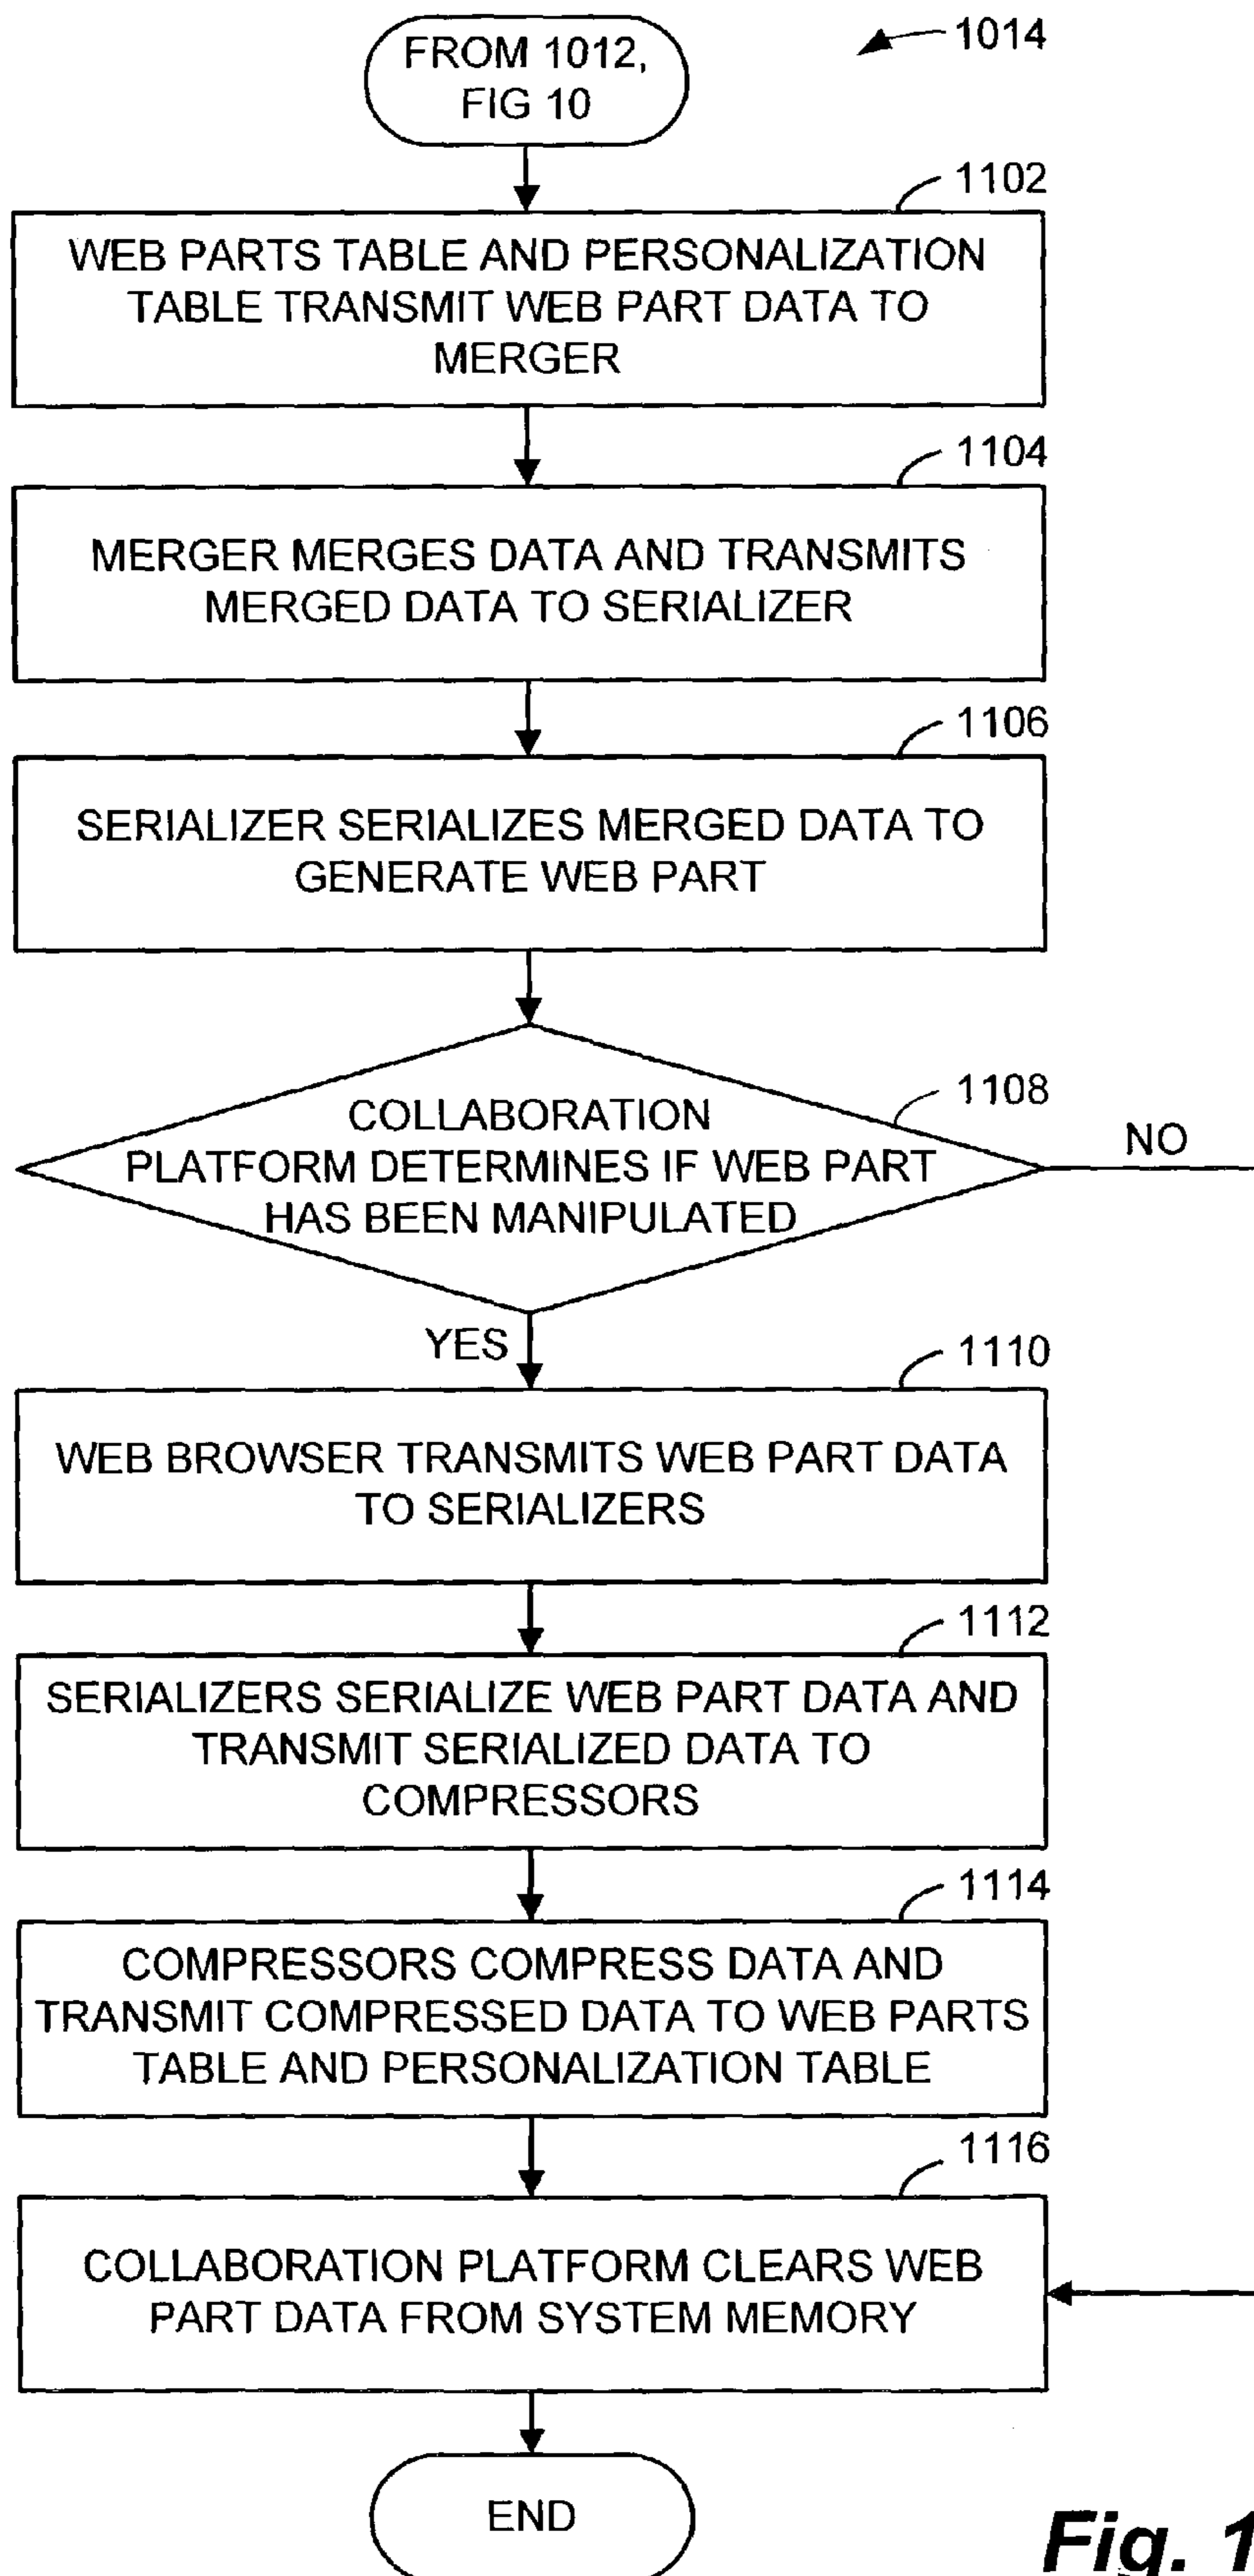 FROM 1012,
FIG 10
1014
1102
WEB PARTS TABLE AND PERSONALIZATION
TABLE TRANSMIT WEB PART DATA TO
MERGER
1104
MERGER MERGES DATA AND TRANSMITS
MERGED DATA TO SERIALIZER
1106
SERIALIZER SERIALIZES MERGED DATA TO
GENERATE WEB PART
1108
COLLABORATION
PLATFORM DETERMINES IF WEB PART
HAS BEEN MANIPULATED
NO
YES
1110
WEB BROWSER TRANSMITS WEB PART DATA
TO SERIALIZERS
1112
SERIALIZERS SERIALIZE WEB PART DATA AND
TRANSMIT SERIALIZED DATA TO
COMPRESSORS
1114
COMPRESSORS COMPRESS DATA AND
TRANSMIT COMPRESSED DATA TO WEB PARTS
TABLE AND PERSONALIZATION TABLE
1116
COLLABORATION PLATFORM CLEARS WEB
PART DATA FROM SYSTEM MEMORY
END
Fig. 1